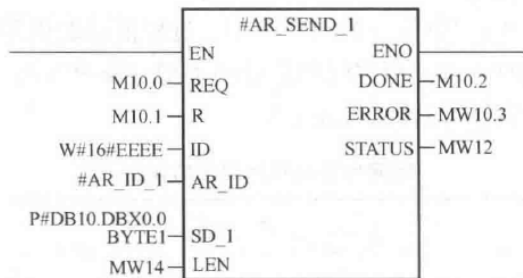 #AR_SEND_1
EN ENO
M10.0 REQ DONE M10.2
M10.1 R ERROR MW10.3
W#16#EEEE ID STATUS MW12
#AR_ID_1 AR_ID
P#DB10.DBX0.0
BYTE1 SD_1
MW14 LEN